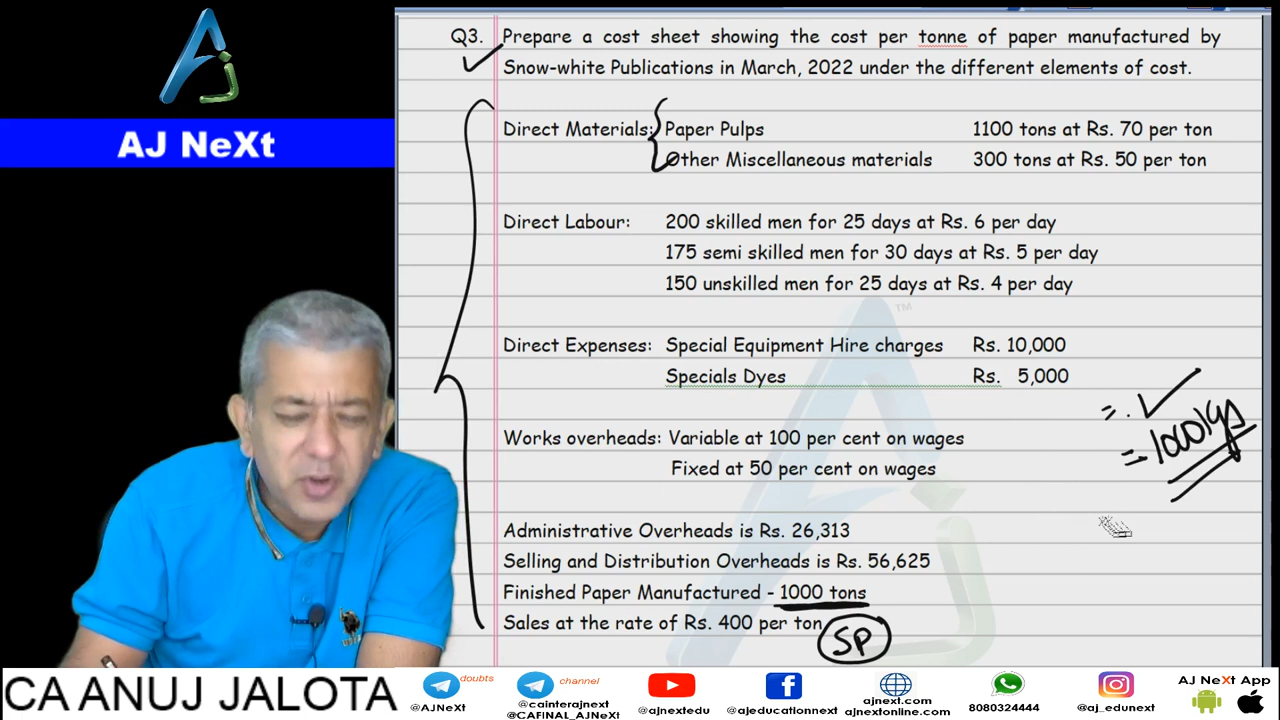 AJ NeXt
Q3. Prepare a cost sheet showing the cost per tonne of paper manufactured by
Snow-white Publications in March, 2022 under the different elements of cost.
Direct Materials: Paper Pulps 1100 tons at Rs. 70 per ton
Other Miscellaneous materials 300 tons at Rs. 50 per ton
Direct Labour: 200 skilled men for 25 days at Rs. 6 per day
175 semi skilled men for 30 days at Rs. 5 per day
150 unskilled men for 25 days at Rs. 4 per day
Direct Expenses: Special Equipment Hire charges Rs. 10,000
Specials Dyes Rs. 5,000
= 1000 kgs
Works overheads: Variable at 100 per cent on wages
Fixed at 50 per cent on wages
Administrative Overheads is Rs. 26,313
Selling and Distribution Overheads is Rs. 56,625
Finished Paper Manufactured - 1000 tons
Sales at the rate of Rs. 400 per ton
SP
TM
CA ANUJ JALOTA
doubts
@AJNeXt
channel
@cainterajnext
@CAFINAL_AJNeXt
@ajnextedu
@ajeducationnext
ajnext.com
ajnextonline.com
8080324444
@aj_edunext
AJ NeXt App